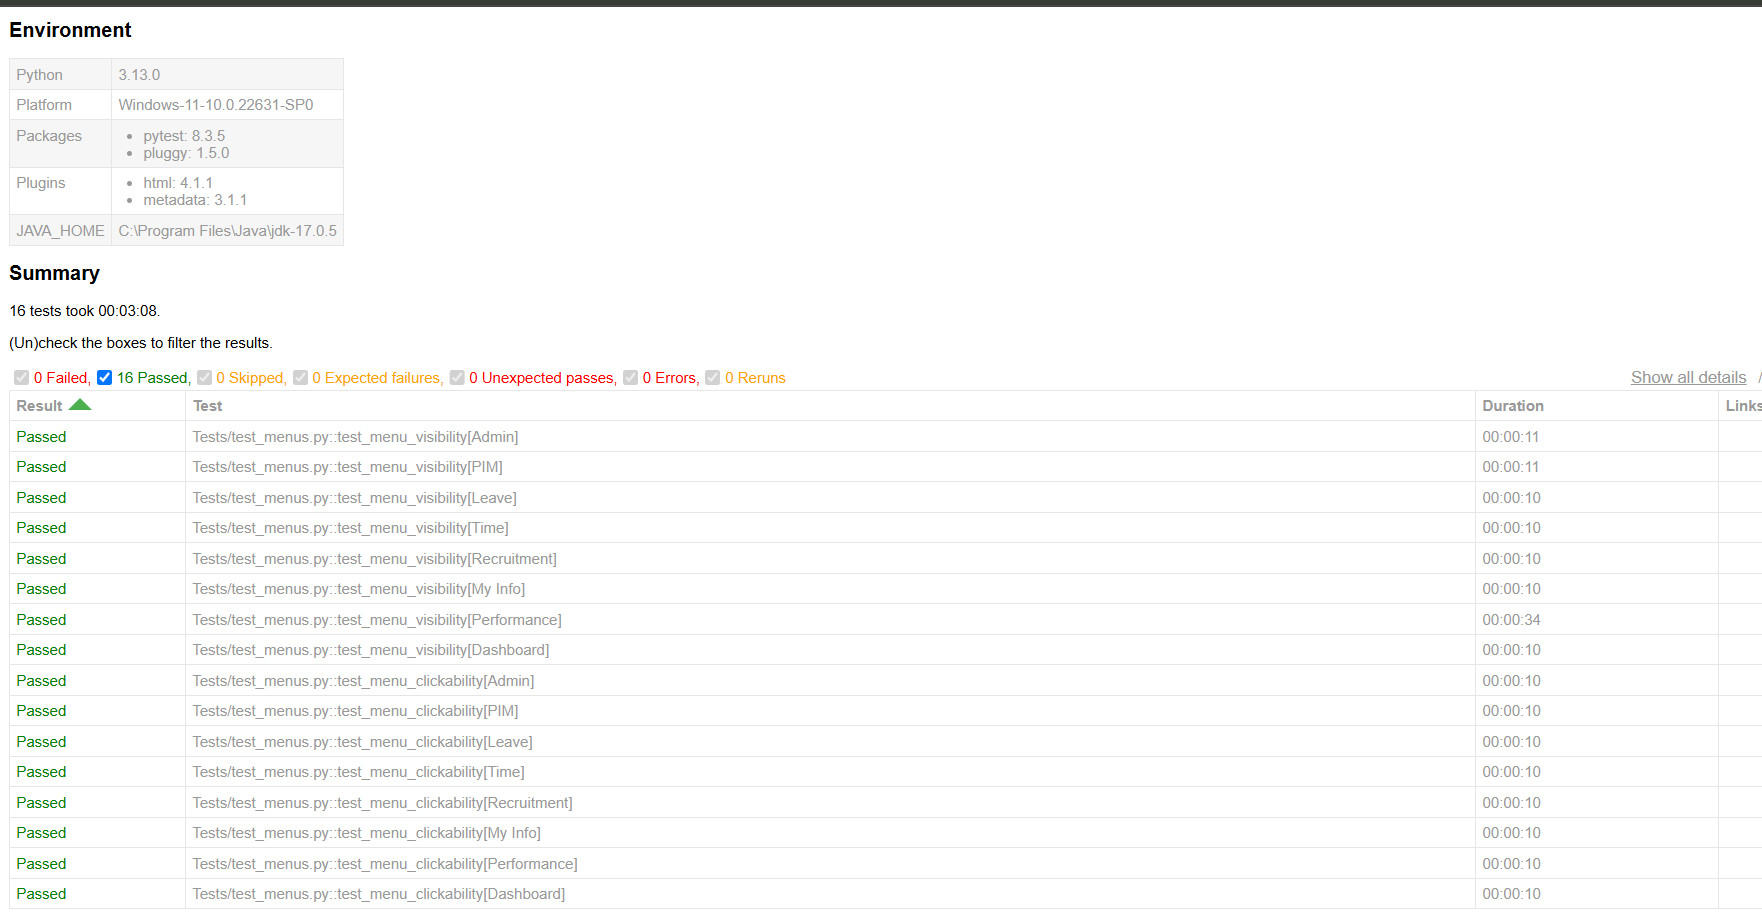 Environment
Python 3.13.0
Platform Windows-11-10.0.22631-SP0
Packages • pytest: 8.3.5
• pluggy: 1.5.0
Plugins • html: 4.1.1
• metadata: 3.1.1
JAVA_HOME C:\Program Files\Java\jdk-17.0.5
Summary
16 tests took 00:03:08.
(Un)check the boxes to filter the results.
0 Failed, 16 Passed, 0 Skipped, 0 Expected failures, 0 Unexpected passes, 0 Errors, 0 Reruns Show all details /
Result Test Duration Links
Passed Tests/test_menus.py::test_menu_visibility[Admin] 00:00:11
Passed Tests/test_menus.py::test_menu_visibility[PIM] 00:00:11
Passed Tests/test_menus.py::test_menu_visibility[Leave] 00:00:10
Passed Tests/test_menus.py::test_menu_visibility[Time] 00:00:10
Passed Tests/test_menus.py::test_menu_visibility[Recruitment] 00:00:10
Passed Tests/test_menus.py::test_menu_visibility[My Info] 00:00:10
Passed Tests/test_menus.py::test_menu_visibility[Performance] 00:00:34
Passed Tests/test_menus.py::test_menu_visibility[Dashboard] 00:00:10
Passed Tests/test_menus.py::test_menu_clickability[Admin] 00:00:10
Passed Tests/test_menus.py::test_menu_clickability[PIM] 00:00:10
Passed Tests/test_menus.py::test_menu_clickability[Leave] 00:00:10
Passed Tests/test_menus.py::test_menu_clickability[Time] 00:00:10
Passed Tests/test_menus.py::test_menu_clickability[Recruitment] 00:00:10
Passed Tests/test_menus.py::test_menu_clickability[My Info] 00:00:10
Passed Tests/test_menus.py::test_menu_clickability[Performance] 00:00:10
Passed Tests/test_menus.py::test_menu_clickability[Dashboard] 00:00:10